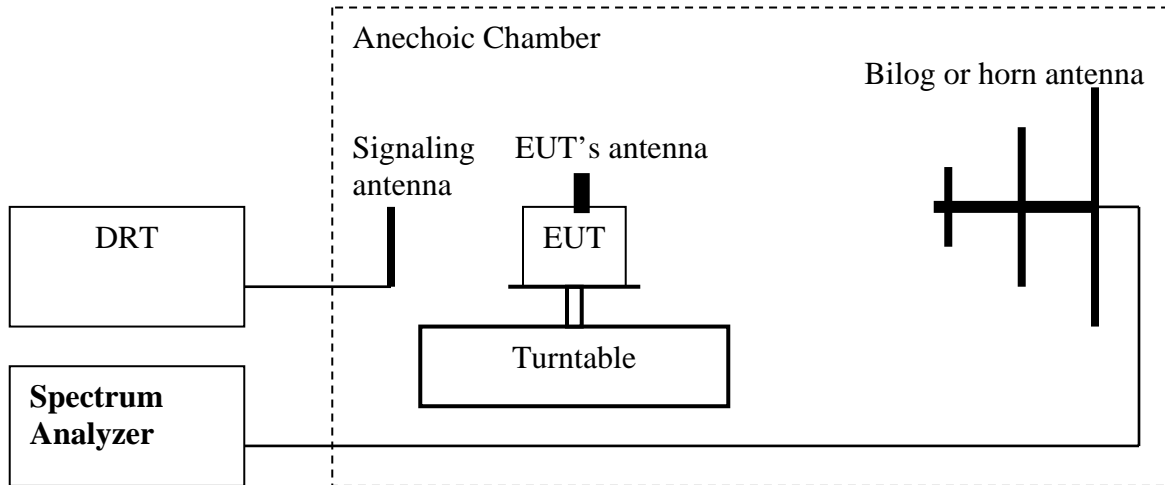 Anechoic Chamber
Bilog or horn antenna
Signaling
antenna
EUT’s antenna
DRT
EUT
Turntable
Spectrum
Analyzer